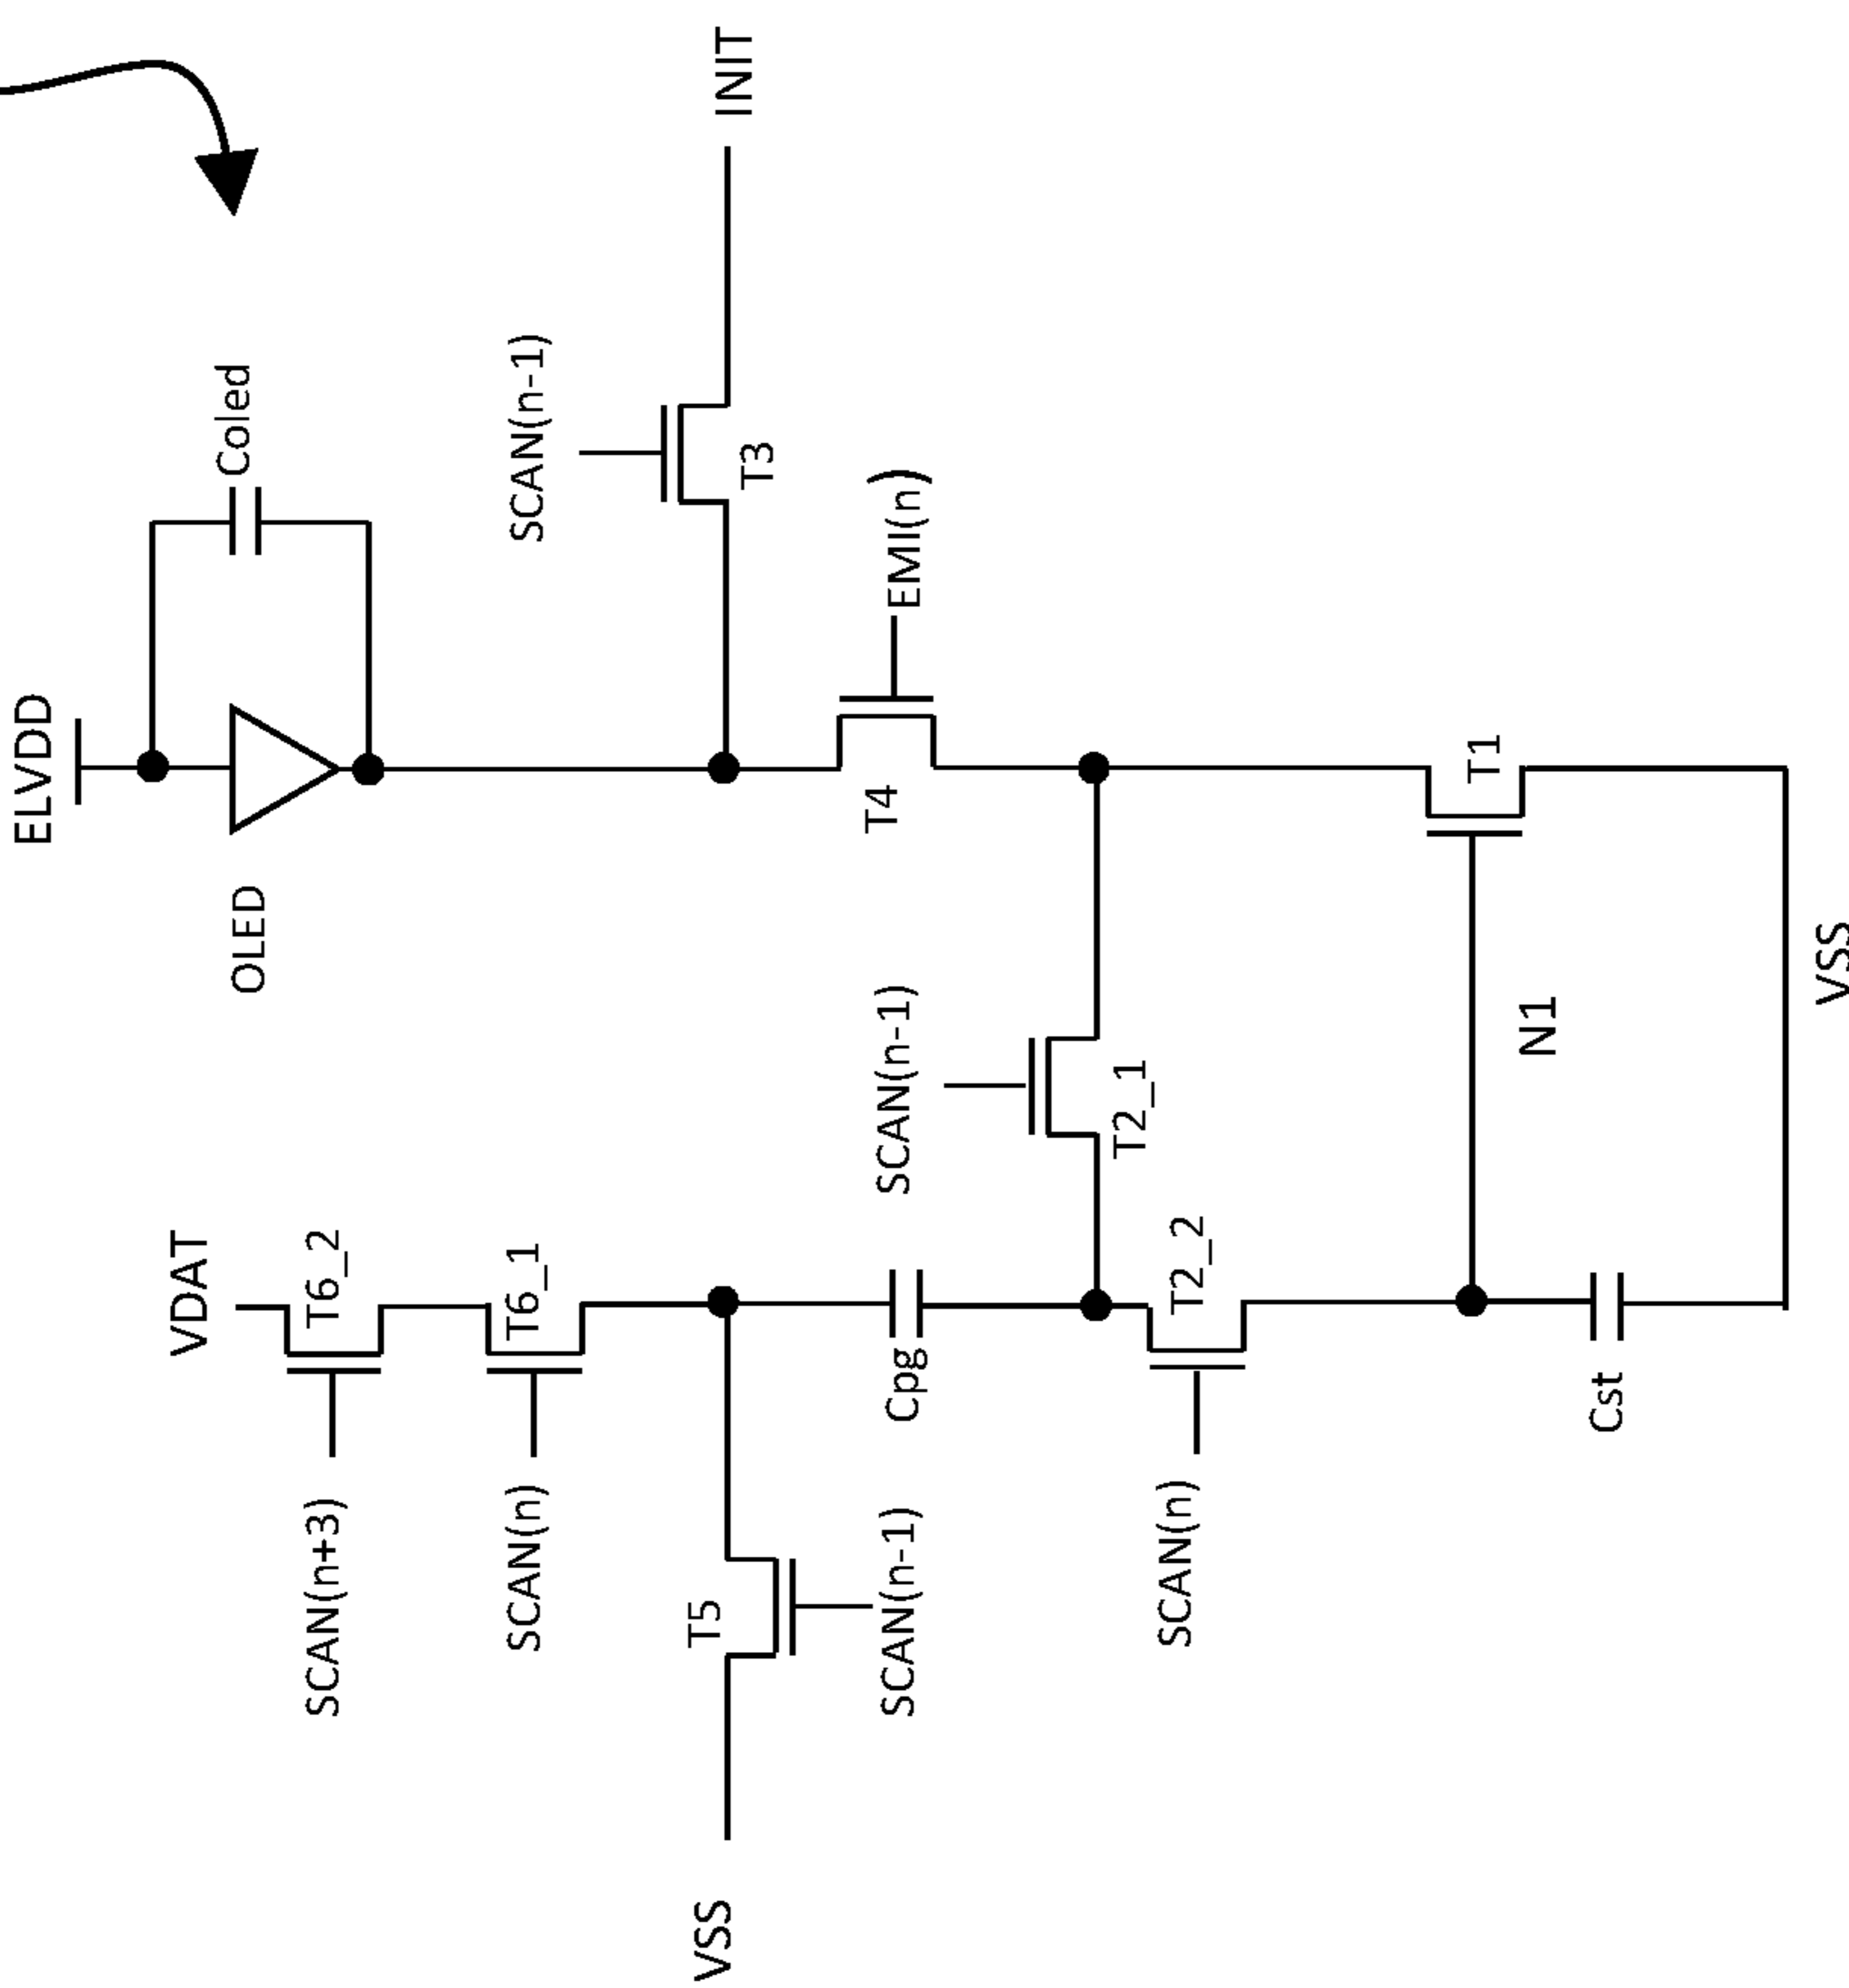 ELVDD
OLED
Coled
INIT
SCAN(n-1)
T3
EMI(n)
T4
VDAT
T6_2
SCAN(n+3)
T6_1
SCAN(n)
VSS
T5
SCAN(n-1)
Cpg
SCAN(n-1)
T2_1
T2_2
SCAN(n)
T1
N1
Cst
VSS